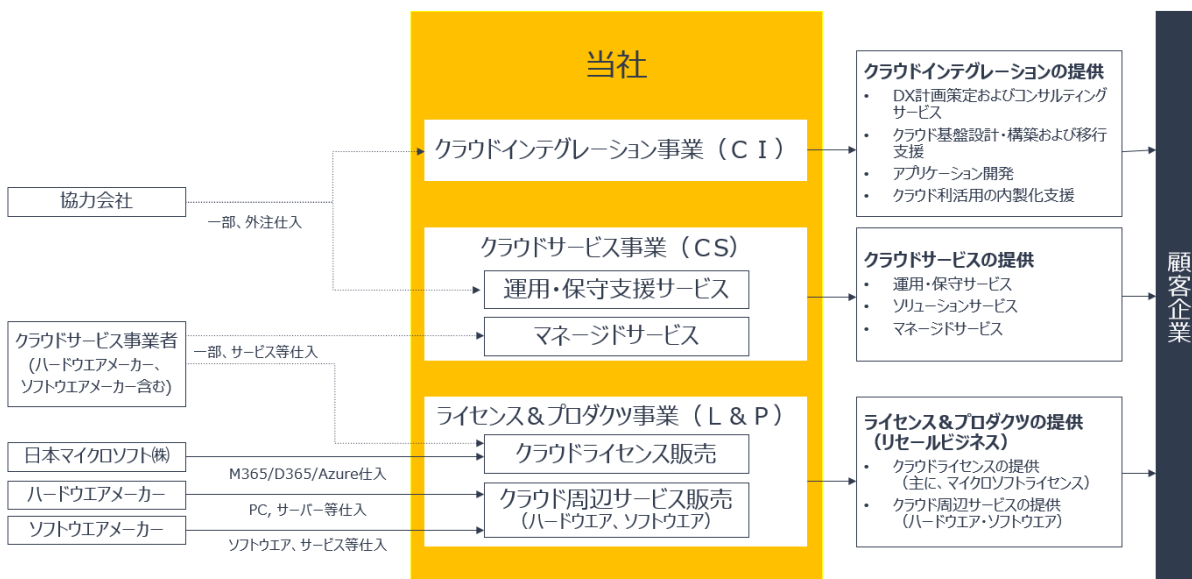 当社
協力会社
一部、外注仕入
クラウドサービス事業者
(ハードウエアメーカー、
ソフトウエアメーカー含む)
一部、サービス等仕入
日本マイクロソフト㈱
M365/D365/Azure仕入
ハードウエアメーカー
PC, サーバー等仕入
ソフトウエアメーカー
ソフトウエア、サービス等仕入
クラウドインテグレーション事業（ＣＩ）
クラウドサービス事業（CS）
運用・保守支援サービス
マネージドサービス
ライセンス＆プロダクツ事業（Ｌ＆Ｐ）
クラウドライセンス販売
クラウド周辺サービス販売
（ハードウエア、ソフトウエア）
クラウドインテグレーションの提供
• DX計画策定およびコンサルティング
サービス
• クラウド基盤設計・構築および移行
支援
• アプリケーション開発
• クラウド利活用の内製化支援
クラウドサービスの提供
• 運用・保守サービス
• ソリューションサービス
• マネージドサービス
ライセンス＆プロダクツの提供
（リセールビジネス）
• クラウドライセンスの提供
（主に、マイクロソフトライセンス）
• クラウド周辺サービスの提供
（ハードウエア・ソフトウエア）
顧客企業